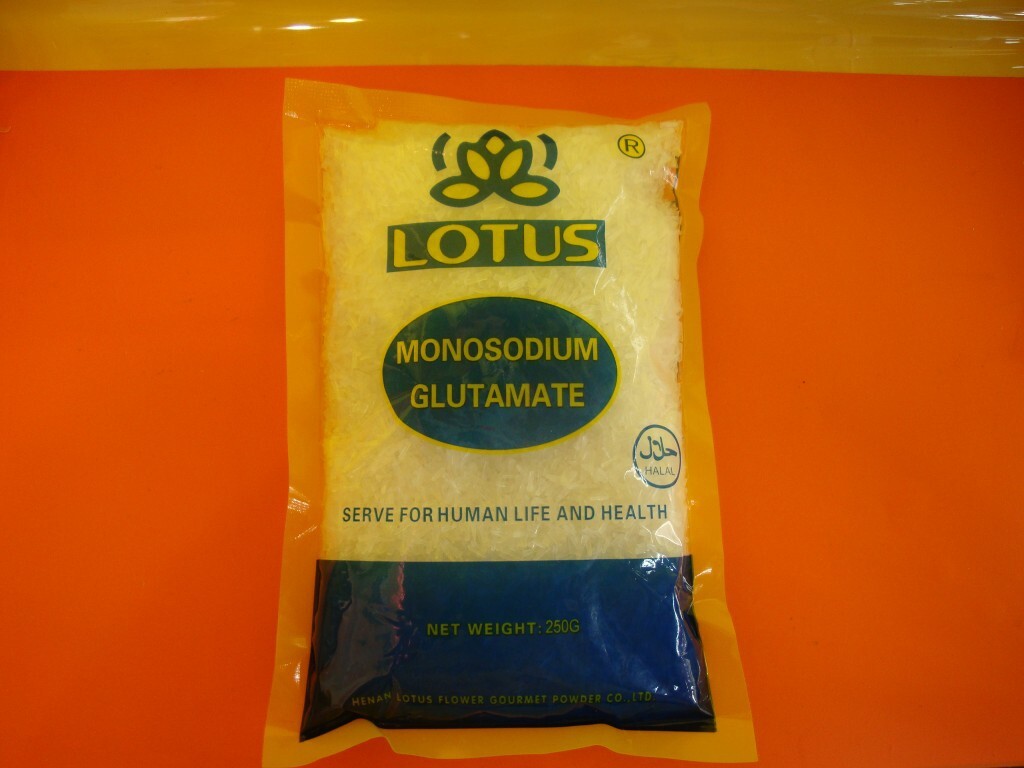 ®
LOTUS
MONOSODIUM
GLUTAMATE
حلال
HALAL
SERVE FOR HUMAN LIFE AND HEALTH
NET WEIGHT: 250G
HENAN LOTUS FLOWER GOURMET POWDER CO.,LTD.